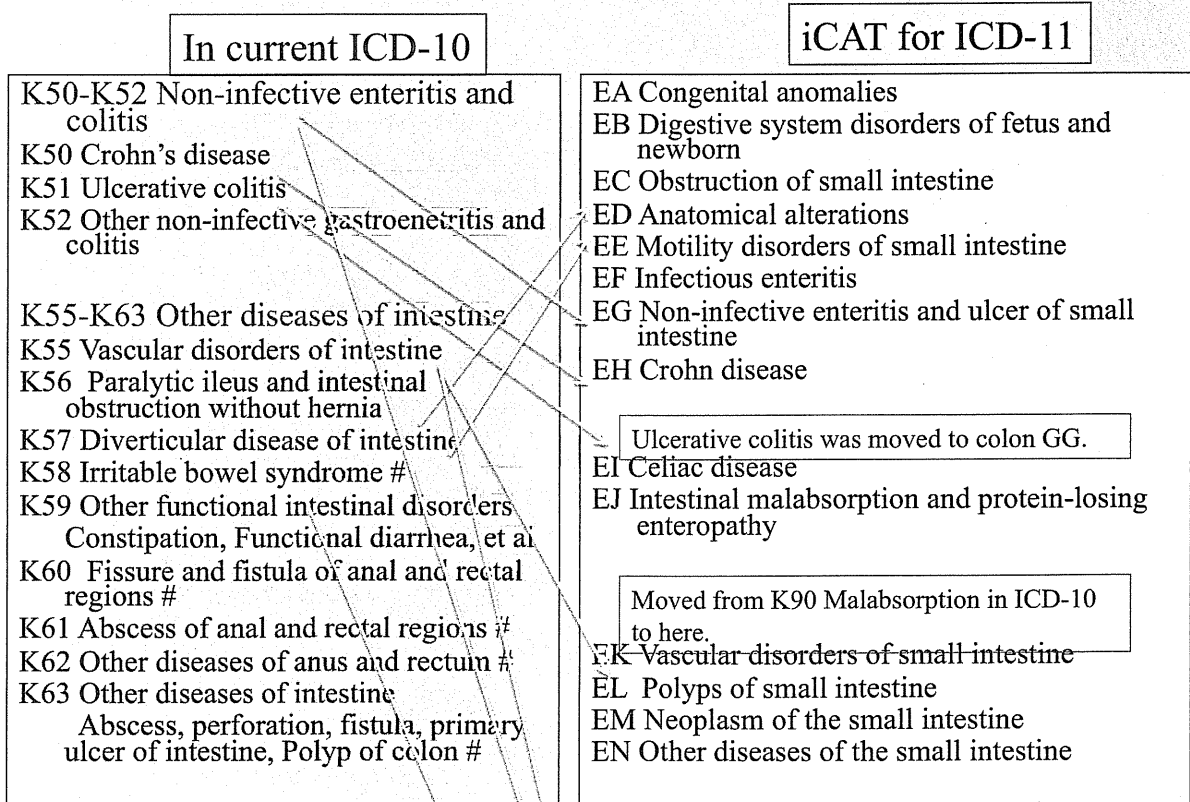 In current ICD-10
K50-K52 Non-infective enteritis and
colitis
K50 Crohn's disease
K51 Ulcerative colitis
K52 Other non-infective gastroenetritis and
colitis
K55-K63 Other diseases of intestine
K55 Vascular disorders of intestine
K56 Paralytic ileus and intestinal
obstruction without hernia
K57 Diverticular disease of intestine
K58 Irritable bowel syndrome #
K59 Other functional intestinal disorders
Constipation, Functional diarrhea, et al
K60 Fissure and fistula of anal and rectal
regions #
K61 Abscess of anal and rectal regions #
K62 Other diseases of anus and rectum #
K63 Other diseases of intestine
Abscess, perforation, fistula, primary
ulcer of intestine, Polyp of colon #
iCAT for ICD-11
EA Congenital anomalies
EB Digestive system disorders of fetus and
newborn
EC Obstruction of small intestine
ED Anatomical alterations
EE Motility disorders of small intestine
EF Infectious enteritis
EG Non-infective enteritis and ulcer of small
intestine
EH Crohn disease
Ulcerative colitis was moved to colon GG.
EI Celiac disease
EJ Intestinal malabsorption and protein-losing
enteropathy
Moved from K90 Malabsorption in ICD-10
to here.
EK Vascular disorders of small intestine
EL Polyps of small intestine
EM Neoplasm of the small intestine
EN Other diseases of the small intestine